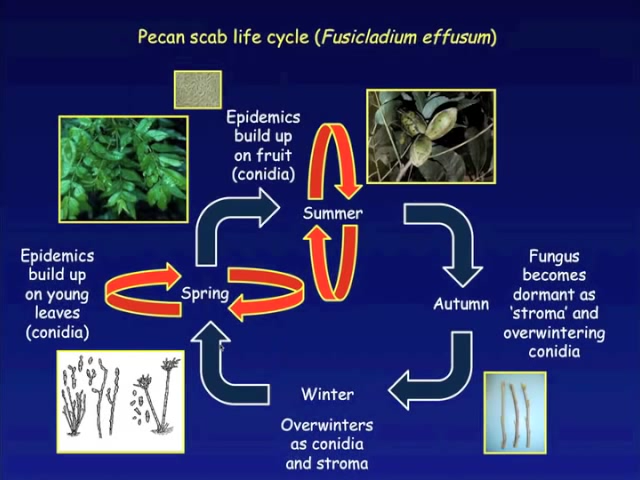 Pecan scab life cycle (Fusicladium effusum)
Epidemics
build up
on fruit
(conidia)
Summer
Epidemics
build up
on young
leaves
(conidia)
Spring
Autumn
Fungus
becomes
dormant as
‘stroma’ and
overwintering
conidia
Winter
Overwinters
as conidia
and stroma